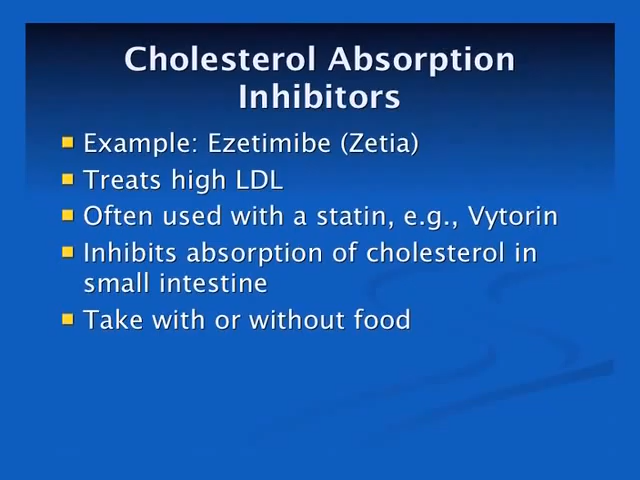 Cholesterol Absorption
Inhibitors
Example: Ezetimibe (Zetia)
Treats high LDL
Often used with a statin, e.g., Vytorin
Inhibits absorption of cholesterol in
small intestine
Take with or without food